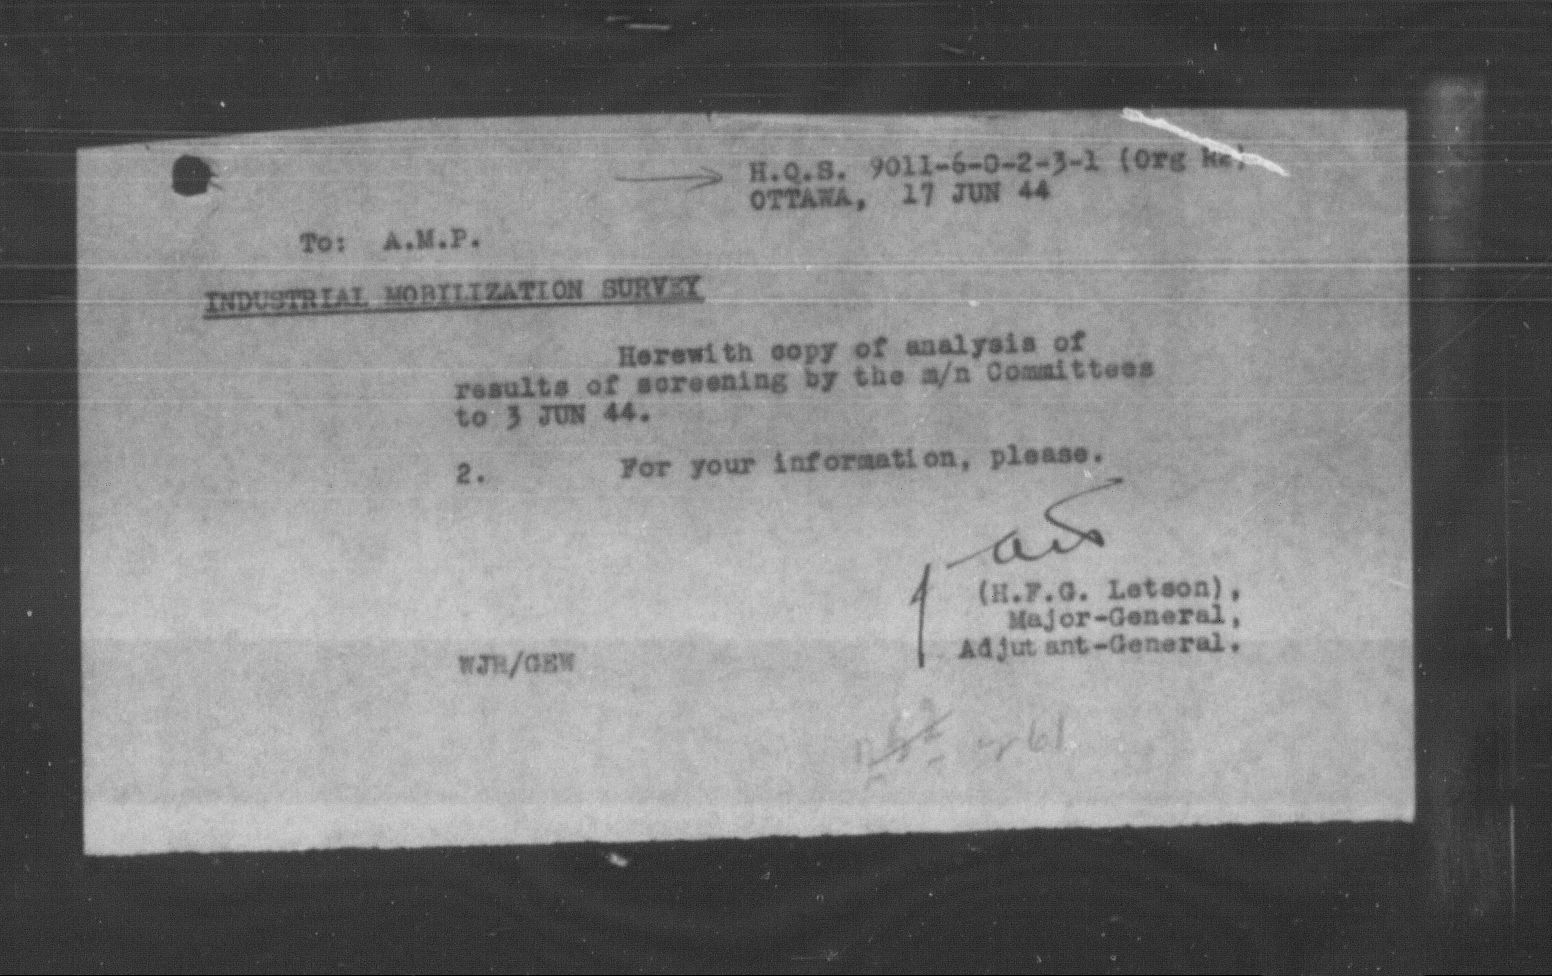 H.Q.S. 9011-6-0-2-3-1 (Org
OTTAWA, 17 JUN 44
To: A.M.P.
INDUSTRIAL MOBILIZATION SURVEY
Herewith copy of analysis of
results of screening by the m/n Committees
to 3 JUN 44.
2. For your information, please.
(H.F.G. Letson),
Major-General,
Adjutant-General.
WJR/GEW